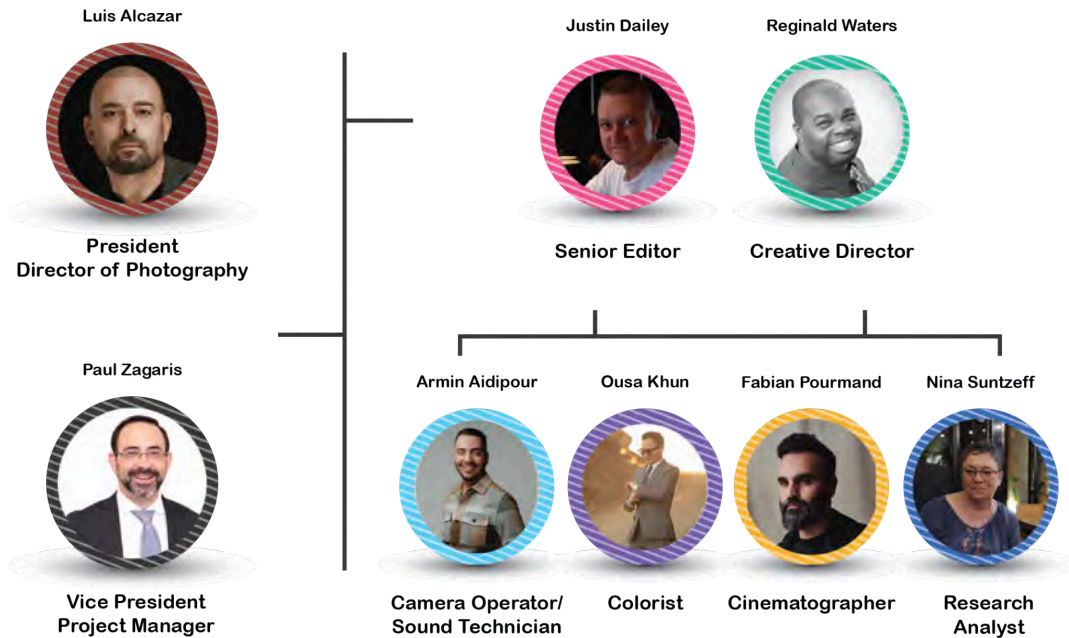 Luis Alcazar
President
Director of Photography
Justin Dailey
Senior Editor
Reginald Waters
Creative Director
Paul Zagaris
Vice President
Project Manager
Armin Aidipour
Camera Operator/
Sound Technician
Ousa Khun
Colorist
Fabian Pourmand
Cinematographer
Nina Suntzeff
Research
Analyst